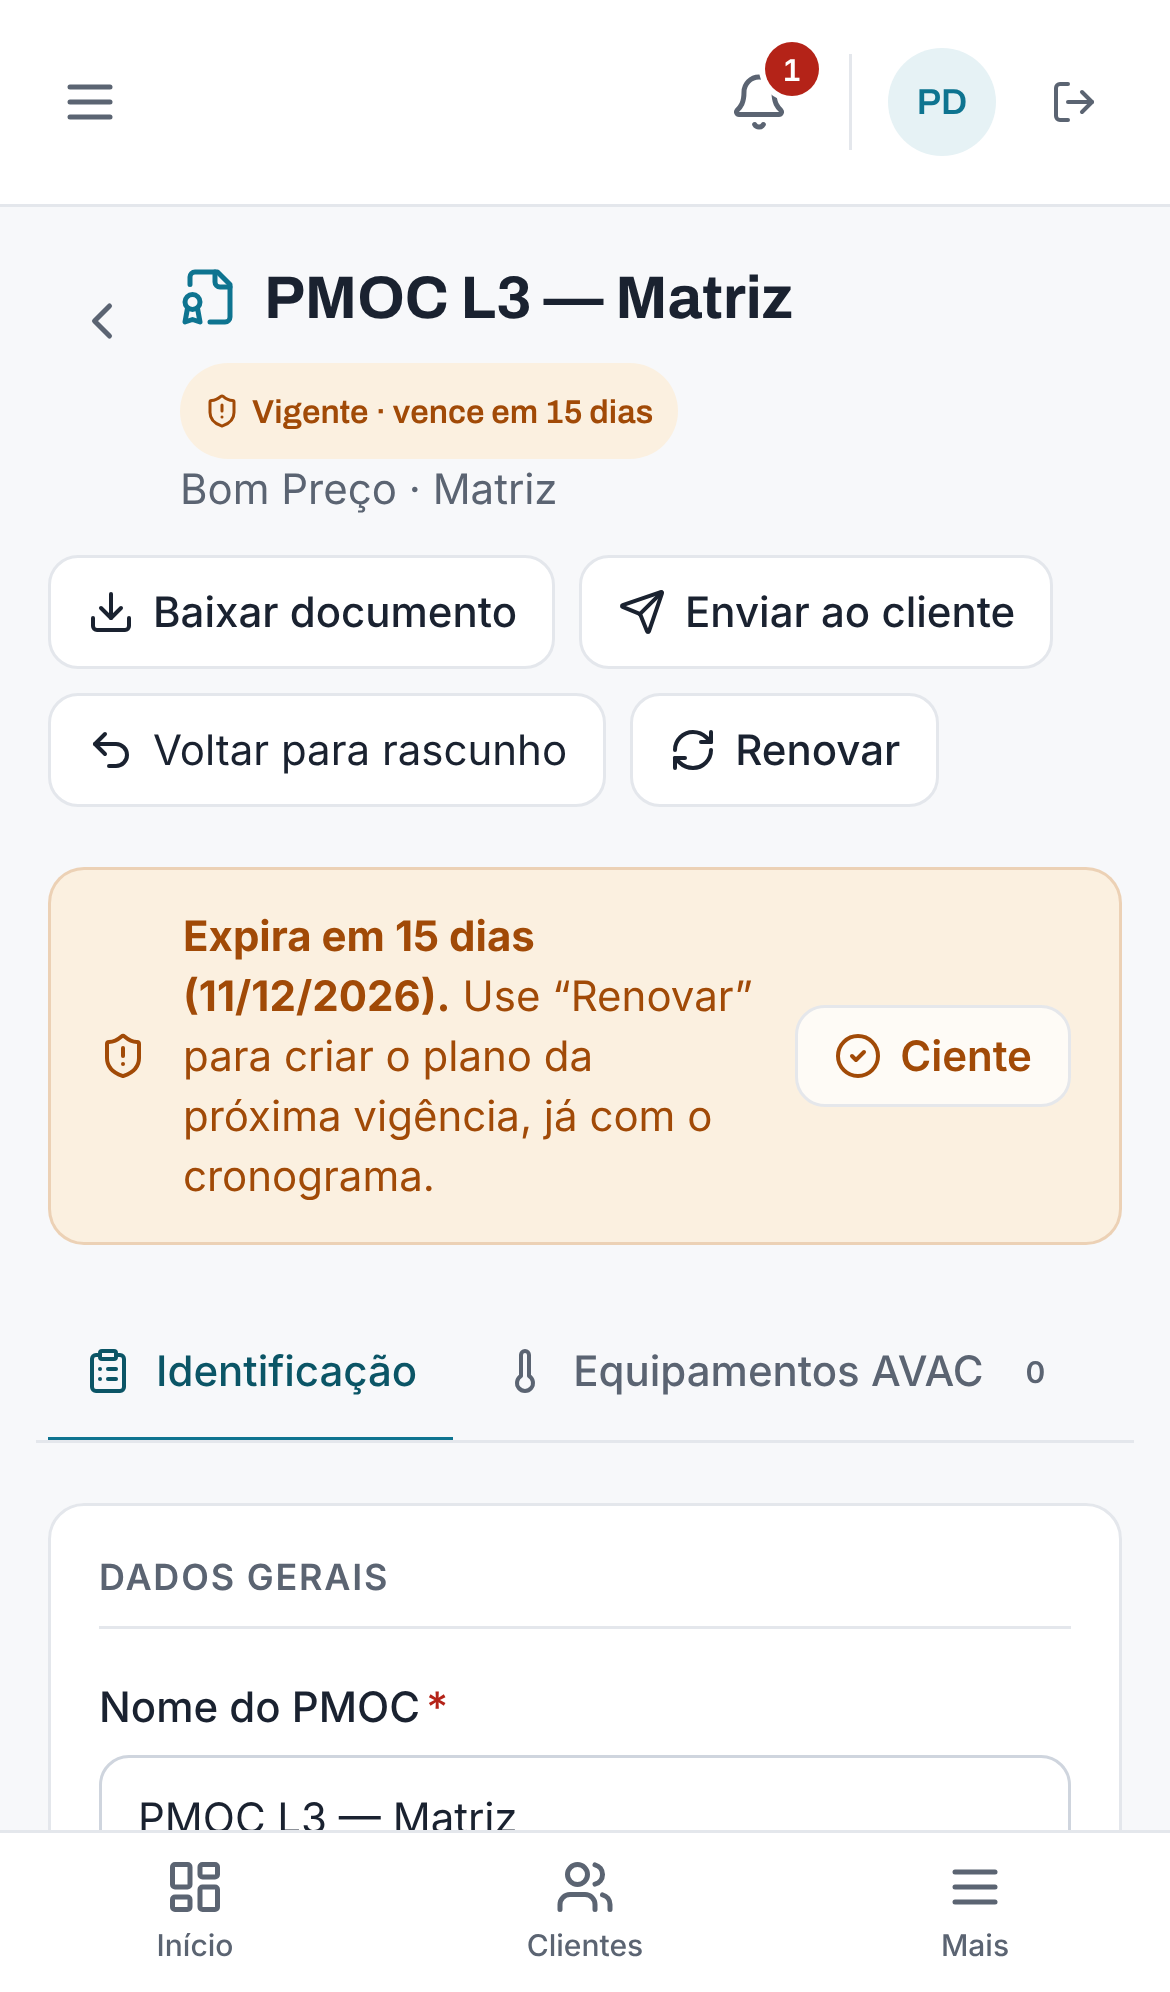 1
PD
PMOC L3 — Matriz
Vigente · vence em 15 dias
Bom Preço · Matriz
Baixar documento
Enviar ao cliente
Voltar para rascunho
Renovar
Expira em 15 dias
(11/12/2026). Use “Renovar”
para criar o plano da
próxima vigência, já com o
cronograma.
Ciente
Identificação
Equipamentos AVAC 0
DADOS GERAIS
Nome do PMOC *
PMOC L3 — Matriz
Início
Clientes
Mais